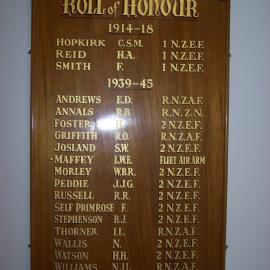 ROLL of HONOUR
1914-18
HOPKIRK C.S.M. 1 N.Z.E.F.
REID H.A. 1 N.Z.E.F.
SMITH F. 1 N.Z.E.F.
1939-45
ANDREWS E.D. R.N.Z.A.F.
ANNALS R.B. R.N. Z.N.
FOSTER H. 2 N.Z.E.F.
GRIFFITH R.O. R.N.Z.A.F.
JOSLAND S.W. 2 N.Z.E.F.
MAFFEY L.W.E. FLEET AIR ARM
MORLEY W.B.R. 2 N.Z.E.F.
PEDDIE J.J.G. 2 N.Z.E.F.
RUSSELL R.R. 2 N.Z.E.F.
SELF PRIMROSE F. 2 N.Z.E.F.
STEPHENSON B.J. 2 N.Z.E.F.
THORNER I.L. R.N.Z.A.F.
WALLIS N. 2 N.Z.E.F.
WATSON H.H. 2 N.Z.E.F.
WILLIAMS R.N.Z.A.F.